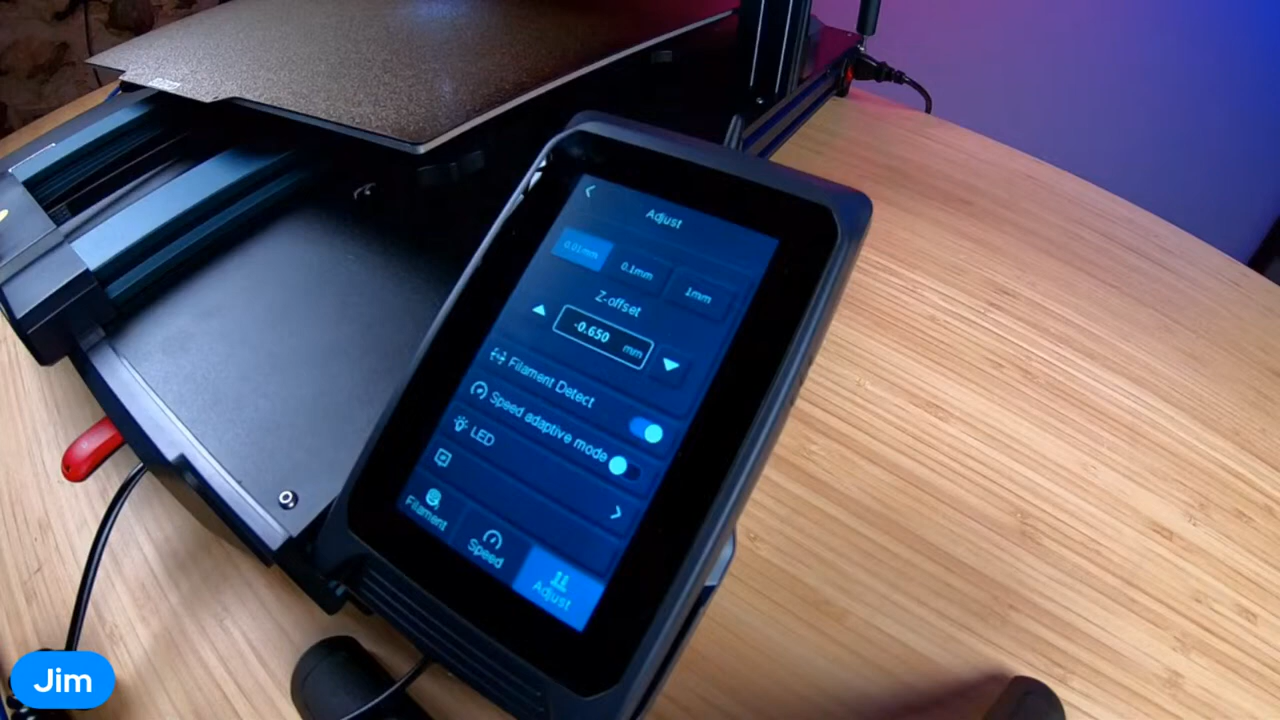 Adjust
0.01mm
0.1mm
1mm
Z-offset
-0.650 mm
Filament Detect
Speed adaptive mode
LED
Filament
Speed
Adjust
Jim